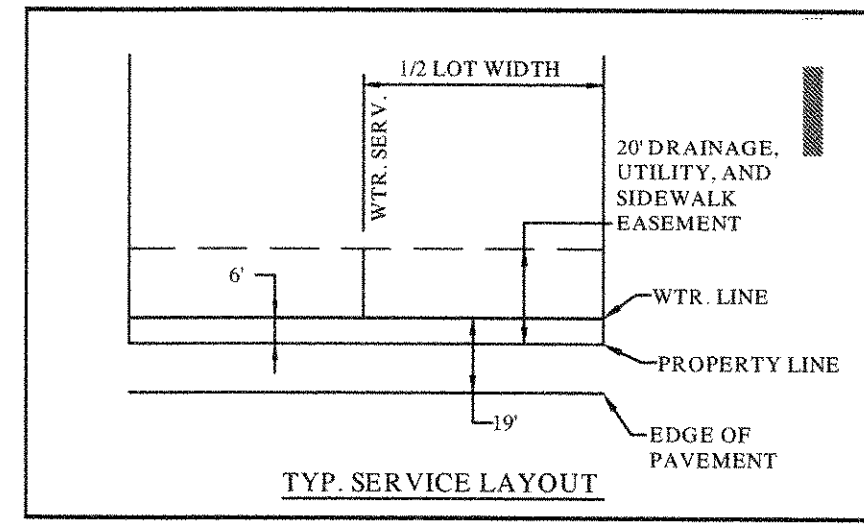 1/2 LOT WIDTH
WTR. SERV.
20' DRAINAGE,
UTILITY, AND
SIDEWALK
EASEMENT
6'
WTR. LINE
PROPERTY LINE
19'
EDGE OF
PAVEMENT
TYP. SERVICE LAYOUT